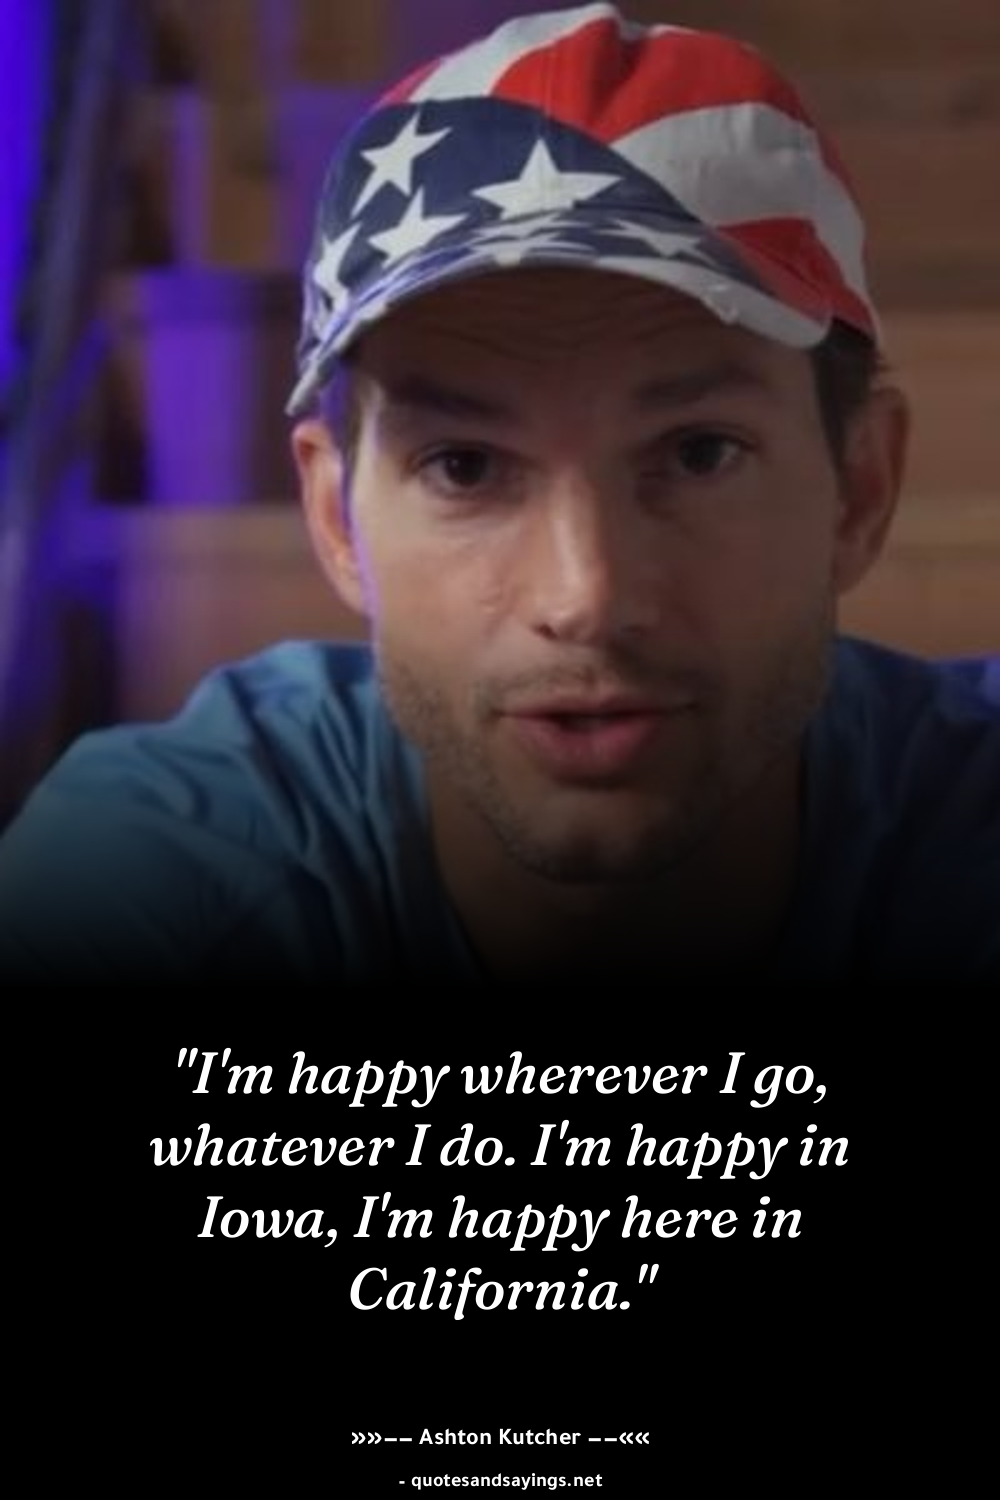 "I'm happy wherever I go,
whatever I do. I'm happy in
Iowa, I'm happy here in
California."
»»–– Ashton Kutcher ––««
- quotesandsayings.net